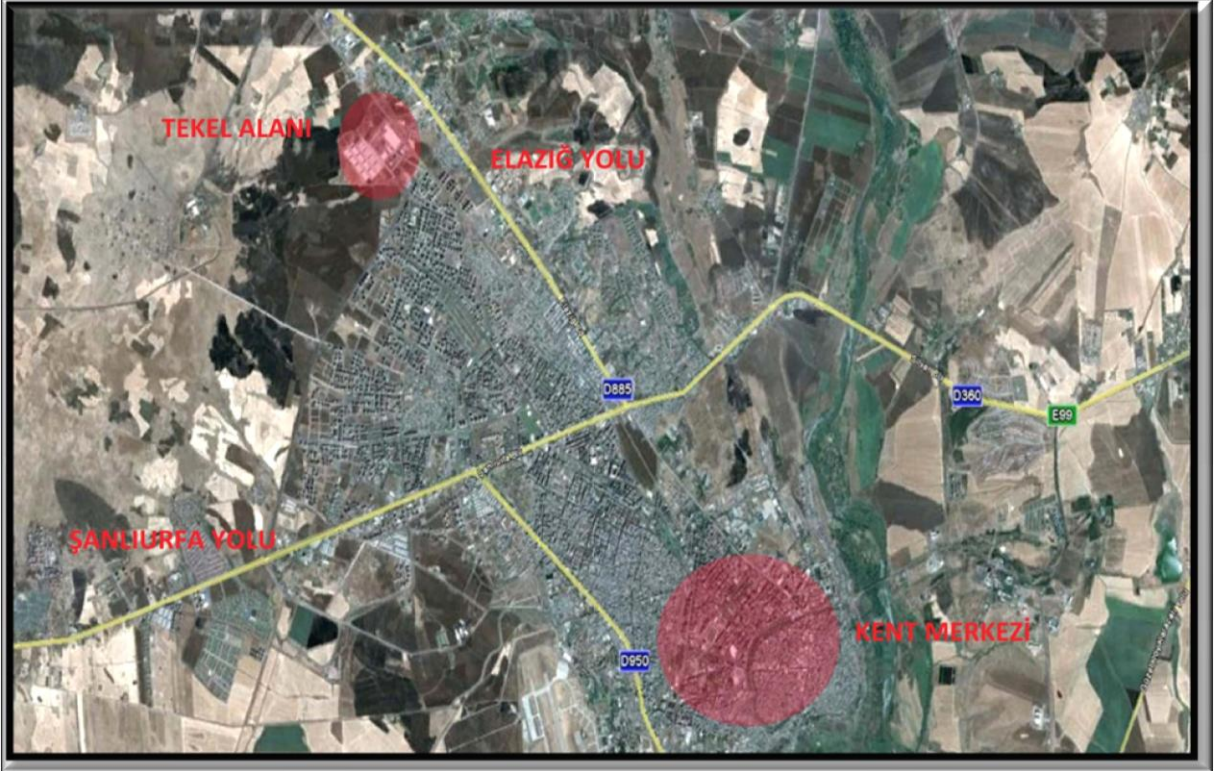 TEKEL ALANI
ELAZIĞ YOLU
D885
D360
E99
ŞANLIURFA YOLU
KENT MERKEZİ
D950